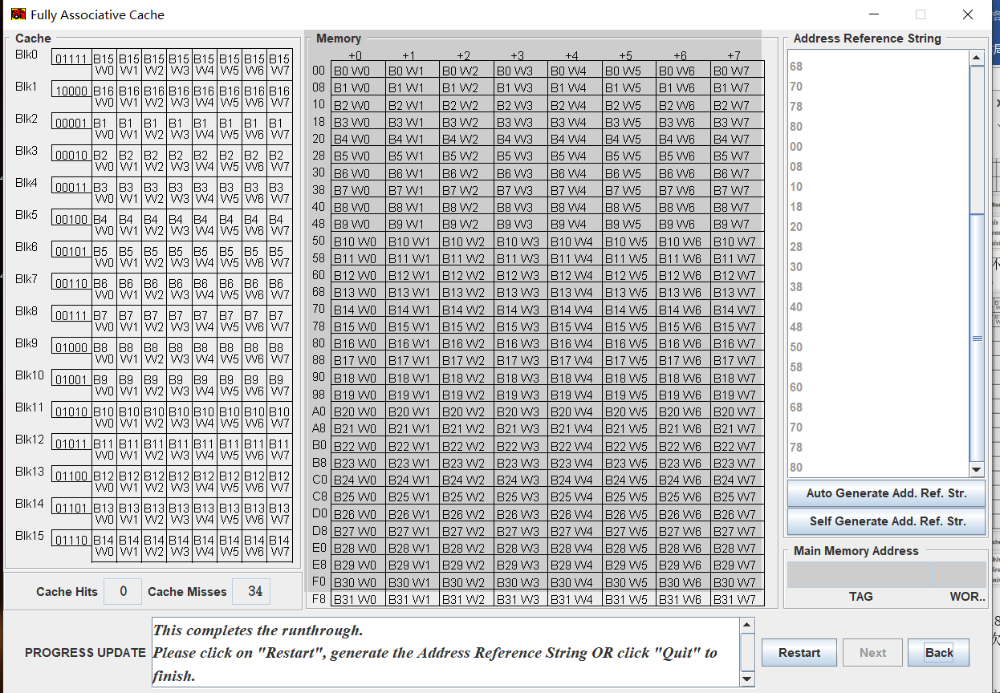 Fully Associative Cache
Cache
Blk0 01111 B15 W0 B15 W1 B15 W2 B15 W3 B15 W4 B15 W5 B15 W6 B15 W7
Blk1 10000 B16 W0 B16 W1 B16 W2 B16 W3 B16 W4 B16 W5 B16 W6 B16 W7
Blk2 00001 B1 W0 B1 W1 B1 W2 B1 W3 B1 W4 B1 W5 B1 W6 B1 W7
Blk3 00010 B2 W0 B2 W1 B2 W2 B2 W3 B2 W4 B2 W5 B2 W6 B2 W7
Blk4 00011 B3 W0 B3 W1 B3 W2 B3 W3 B3 W4 B3 W5 B3 W6 B3 W7
Blk5 00100 B4 W0 B4 W1 B4 W2 B4 W3 B4 W4 B4 W5 B4 W6 B4 W7
Blk6 00101 B5 W0 B5 W1 B5 W2 B5 W3 B5 W4 B5 W5 B5 W6 B5 W7
Blk7 00110 B6 W0 B6 W1 B6 W2 B6 W3 B6 W4 B6 W5 B6 W6 B6 W7
Blk8 00111 B7 W0 B7 W1 B7 W2 B7 W3 B7 W4 B7 W5 B7 W6 B7 W7
Blk9 01000 B8 W0 B8 W1 B8 W2 B8 W3 B8 W4 B8 W5 B8 W6 B8 W7
Blk10 01001 B9 W0 B9 W1 B9 W2 B9 W3 B9 W4 B9 W5 B9 W6 B9 W7
Blk11 01010 B10 W0 B10 W1 B10 W2 B10 W3 B10 W4 B10 W5 B10 W6 B10 W7
Blk12 01011 B11 W0 B11 W1 B11 W2 B11 W3 B11 W4 B11 W5 B11 W6 B11 W7
Blk13 01100 B12 W0 B12 W1 B12 W2 B12 W3 B12 W4 B12 W5 B12 W6 B12 W7
Blk14 01101 B13 W0 B13 W1 B13 W2 B13 W3 B13 W4 B13 W5 B13 W6 B13 W7
Blk15 01110 B14 W0 B14 W1 B14 W2 B14 W3 B14 W4 B14 W5 B14 W6 B14 W7
Cache Hits 0 Cache Misses 34
Memory
+0 +1 +2 +3 +4 +5 +6 +7
00 B0 W0 B0 W1 B0 W2 B0 W3 B0 W4 B0 W5 B0 W6 B0 W7
08 B1 W0 B1 W1 B1 W2 B1 W3 B1 W4 B1 W5 B1 W6 B1 W7
10 B2 W0 B2 W1 B2 W2 B2 W3 B2 W4 B2 W5 B2 W6 B2 W7
18 B3 W0 B3 W1 B3 W2 B3 W3 B3 W4 B3 W5 B3 W6 B3 W7
20 B4 W0 B4 W1 B4 W2 B4 W3 B4 W4 B4 W5 B4 W6 B4 W7
28 B5 W0 B5 W1 B5 W2 B5 W3 B5 W4 B5 W5 B5 W6 B5 W7
30 B6 W0 B6 W1 B6 W2 B6 W3 B6 W4 B6 W5 B6 W6 B6 W7
38 B7 W0 B7 W1 B7 W2 B7 W3 B7 W4 B7 W5 B7 W6 B7 W7
40 B8 W0 B8 W1 B8 W2 B8 W3 B8 W4 B8 W5 B8 W6 B8 W7
48 B9 W0 B9 W1 B9 W2 B9 W3 B9 W4 B9 W5 B9 W6 B9 W7
50 B10 W0 B10 W1 B10 W2 B10 W3 B10 W4 B10 W5 B10 W6 B10 W7
58 B11 W0 B11 W1 B11 W2 B11 W3 B11 W4 B11 W5 B11 W6 B11 W7
60 B12 W0 B12 W1 B12 W2 B12 W3 B12 W4 B12 W5 B12 W6 B12 W7
68 B13 W0 B13 W1 B13 W2 B13 W3 B13 W4 B13 W5 B13 W6 B13 W7
70 B14 W0 B14 W1 B14 W2 B14 W3 B14 W4 B14 W5 B14 W6 B14 W7
78 B15 W0 B15 W1 B15 W2 B15 W3 B15 W4 B15 W5 B15 W6 B15 W7
80 B16 W0 B16 W1 B16 W2 B16 W3 B16 W4 B16 W5 B16 W6 B16 W7
88 B17 W0 B17 W1 B17 W2 B17 W3 B17 W4 B17 W5 B17 W6 B17 W7
90 B18 W0 B18 W1 B18 W2 B18 W3 B18 W4 B18 W5 B18 W6 B18 W7
98 B19 W0 B19 W1 B19 W2 B19 W3 B19 W4 B19 W5 B19 W6 B19 W7
A0 B20 W0 B20 W1 B20 W2 B20 W3 B20 W4 B20 W5 B20 W6 B20 W7
A8 B21 W0 B21 W1 B21 W2 B21 W3 B21 W4 B21 W5 B21 W6 B21 W7
B0 B22 W0 B22 W1 B22 W2 B22 W3 B22 W4 B22 W5 B22 W6 B22 W7
B8 B23 W0 B23 W1 B23 W2 B23 W3 B23 W4 B23 W5 B23 W6 B23 W7
C0 B24 W0 B24 W1 B24 W2 B24 W3 B24 W4 B24 W5 B24 W6 B24 W7
C8 B25 W0 B25 W1 B25 W2 B25 W3 B25 W4 B25 W5 B25 W6 B25 W7
D0 B26 W0 B26 W1 B26 W2 B26 W3 B26 W4 B26 W5 B26 W6 B26 W7
D8 B27 W0 B27 W1 B27 W2 B27 W3 B27 W4 B27 W5 B27 W6 B27 W7
E0 B28 W0 B28 W1 B28 W2 B28 W3 B28 W4 B28 W5 B28 W6 B28 W7
E8 B29 W0 B29 W1 B29 W2 B29 W3 B29 W4 B29 W5 B29 W6 B29 W7
F0 B30 W0 B30 W1 B30 W2 B30 W3 B30 W4 B30 W5 B30 W6 B30 W7
F8 B31 W0 B31 W1 B31 W2 B31 W3 B31 W4 B31 W5 B31 W6 B31 W7
Address Reference String
68
70
78
80
00
08
10
18
20
28
30
38
40
48
50
58
60
68
70
78
80
Auto Generate Add. Ref. Str.
Self Generate Add. Ref. Str.
Main Memory Address
TAG WOR..
PROGRESS UPDATE
This completes the runthrough.
Please click on "Restart", generate the Address Reference String OR click "Quit" to
finish.
Restart Next Back